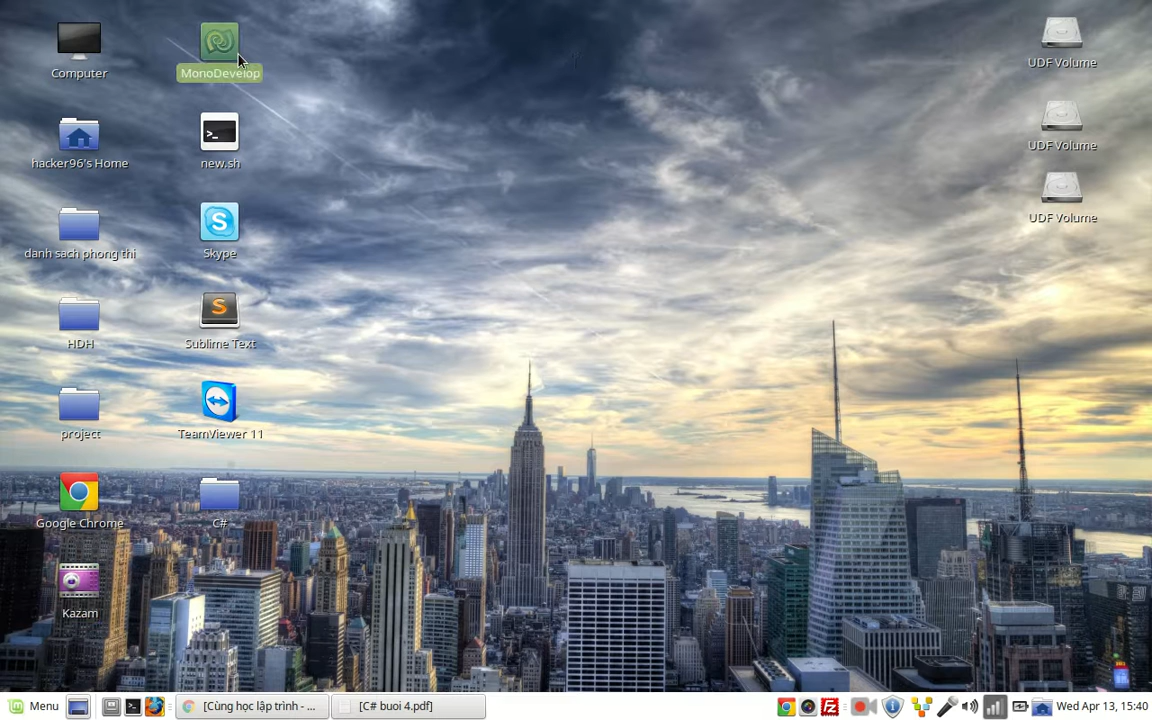 Computer
MonoDevelop
UDF Volume
hacker96's Home
new.sh
UDF Volume
danh sach phong thi
Skype
UDF Volume
HDH
Sublime Text
project
TeamViewer 11
Google Chrome
C#
Kazam
Menu
[Cùng học lập trình - ...
[C# buoi 4.pdf]
Wed Apr 13, 15:40